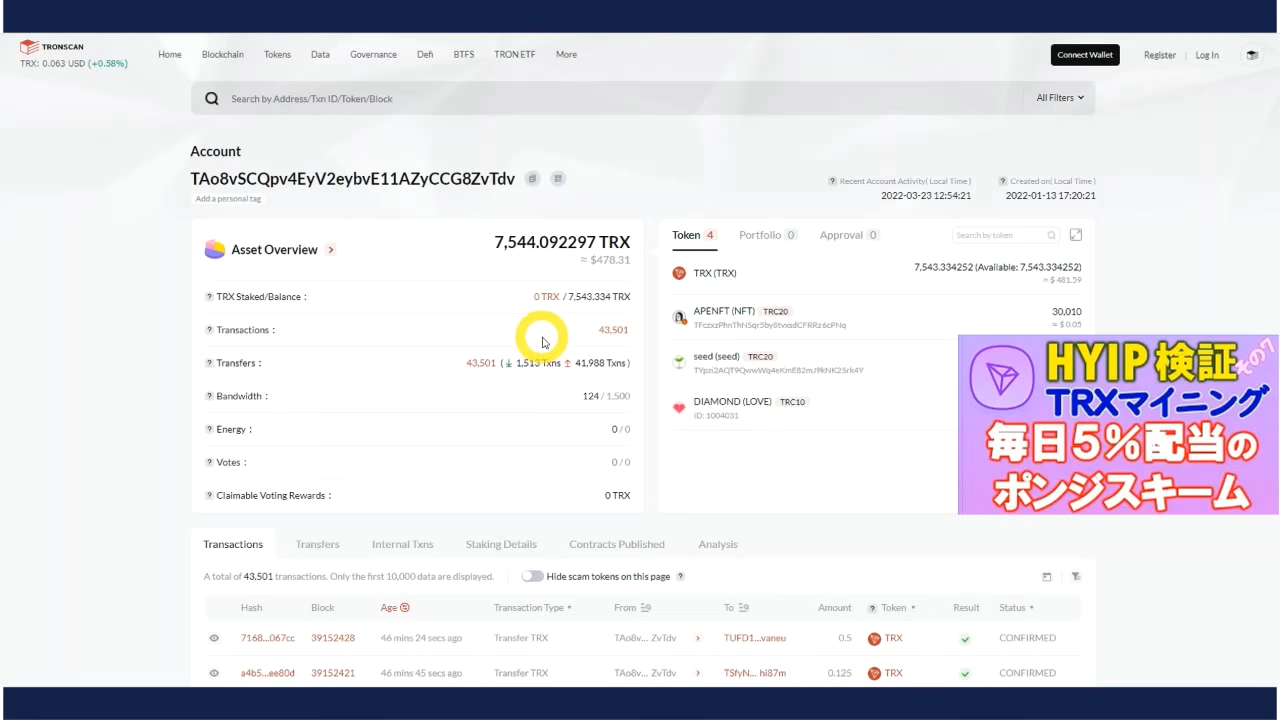 TRONSCAN
TRX: 0.063 USD (+0.58%)
Home Blockchain Tokens Data Governance Defi BTFS TRON ETF More
Connect Wallet Register | Log In
Search by Address/Txn ID/Token/Block
All Filters
Account
TAo8vSCQpv4EyV2eybvE11AZyCCG8ZvTdv
Add a personal tag
? Recent Account Activity( Local Time )
2022-03-23 12:54:21
? Created on( Local Time )
2022-01-13 17:20:21
Asset Overview
7,544.092297 TRX
≈ $478.31
? TRX Staked/Balance : 0 TRX / 7,543.334 TRX
? Transactions : 43,501
? Transfers : 43,501 ( ↓ 1,513 Txns ↑ 41,988 Txns )
? Bandwidth : 124 / 1,500
? Energy : 0 / 0
? Votes : 0 / 0
? Claimable Voting Rewards : 0 TRX
Token 4 Portfolio 0 Approval 0 Search by token
TRX (TRX) 7,543.334252 (Available: 7,543.334252)
≈ $481.59
APENFT (NFT) TRC20 30,010
≈ $0.05
seed (seed) TRC20
DIAMOND (LOVE) TRC10
ID: 1004031
HYIP検証その7
TRXマイニング
毎日5%配当の
ポンジスキーム
Transactions Transfers Internal Txns Staking Details Contracts Published Analysis
A total of 43,501 transactions. Only the first 10,000 data are displayed. Hide scam tokens on this page ?
Hash Block Age Transaction Type From To Amount ? Token Result Status
7168...067cc 39152428 46 mins 24 secs ago Transfer TRX TAo8v... ZvTdv TUFD1...vaneu 0.5 TRX CONFIRMED
a4b5...ee80d 39152421 46 mins 45 secs ago Transfer TRX TAo8v... ZvTdv TSfyN... hi87m 0.125 TRX CONFIRMED